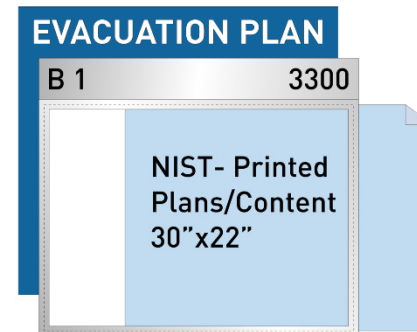 EVACUATION PLAN
B 1 3300
NIST- Printed
Plans/Content
30”x22”